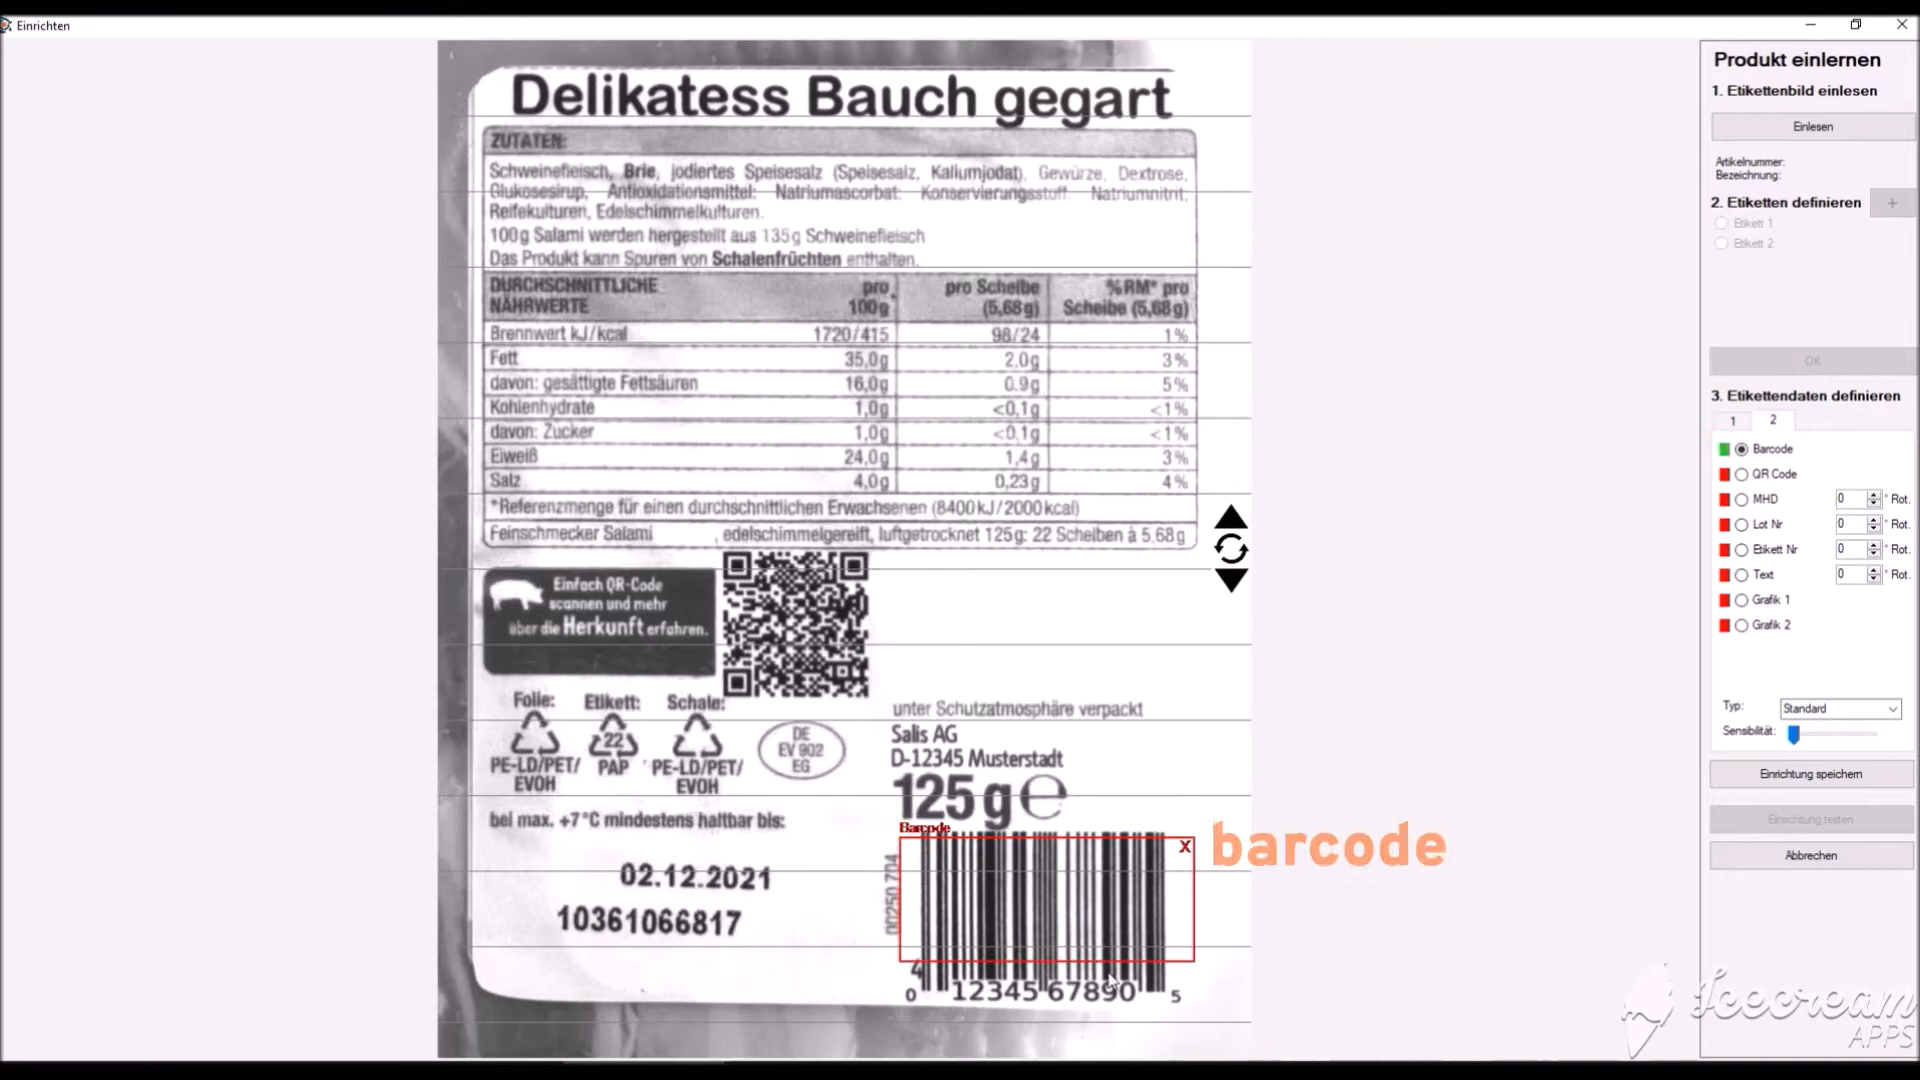 Einrichten
Delikatess Bauch gegart
ZUTATEN:
Schweinefleisch, Brie, jodiertes Speisesalz (Speisesalz, Kaliumjodat), Gewürze, Dextrose,
Glukosesirup, Antioxidationsmittel: Natriumascorbat: Konservierungsstoff: Natriumnitrit;
Reifekulturen, Edelschimmelkulturen.
100g Salami werden hergestellt aus 135g Schweinefleisch
Das Produkt kann Spuren von Schalenfrüchten enthalten.
DURCHSCHNITTLICHE NÄHRWERTE pro 100g pro Scheibe (5,68g) %RM* pro Scheibe (5,68g)
Brennwert kJ/kcal 1720/415 98/24 1%
Fett 35,0g 2,0g 3%
davon: gesättigte Fettsäuren 16,0g 0,9g 5%
Kohlenhydrate 1,0g <0,1g <1%
davon: Zucker 1,0g <0,1g <1%
Eiweiß 24,0g 1,4g 3%
Salz 4,0g 0,23g 4%
*Referenzmenge für einen durchschnittlichen Erwachsenen (8400kJ/2000kcal)
Feinschmecker Salami , edelschimmelgereift, luftgetrocknet 125g: 22 Scheiben à 5,68g
Einfach QR-Code
scannen und mehr
über die Herkunft erfahren.
Folie: Etikett: Schale:
22
PE-LD/PET/ PAP PE-LD/PET/
EVOH EVOH
DE
EV 902
EG
unter Schutzatmosphäre verpackt
Salis AG
D-12345 Musterstadt
125g ℮
bei max. +7°C mindestens haltbar bis:
02.12.2021
10361066817
Barcode
X
00250 704
4
0 12345 67890 5
barcode
Produkt einlernen
1. Etikettenbild einlesen
Einlesen
Artikelnummer:
Bezeichnung:
2. Etiketten definieren +
Etikett 1
Etikett 2
OK
3. Etikettendaten definieren
1 2
Barcode
QR Code
MHD 0 ° Rot.
Lot Nr 0 ° Rot.
Etikett Nr 0 ° Rot.
Text 0 ° Rot.
Grafik 1
Grafik 2
Typ: Standard
Sensibilität:
Einrichtung speichern
Einrichtung testen
Abbrechen
Icecream
APPS